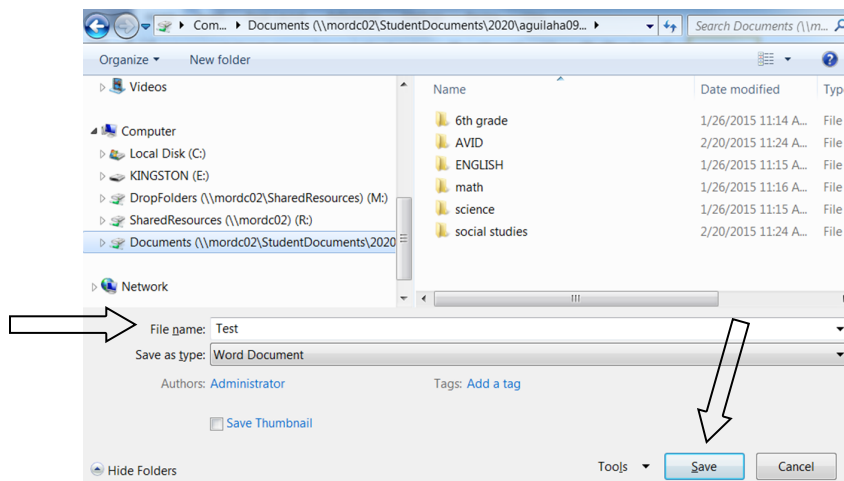 Com... Documents (\\mordc02\StudentDocuments\2020\aguilaha09... Search Documents (\\m...
Organize New folder
Videos
Computer
Local Disk (C:)
KINGSTON (E:)
DropFolders (\\mordc02\SharedResources) (M:)
SharedResources (\\mordc02) (R:)
Documents (\\mordc02\StudentDocuments\2020
Network
Name Date modified Typ
6th grade 1/26/2015 11:14 A... File
AVID 2/20/2015 11:24 A... File
ENGLISH 1/26/2015 11:15 A... File
math 1/26/2015 11:16 A... File
science 1/26/2015 11:15 A... File
social studies 2/20/2015 11:24 A... File
File name: Test
Save as type: Word Document
Authors: Administrator Tags: Add a tag
Save Thumbnail
Hide Folders Tools Save Cancel